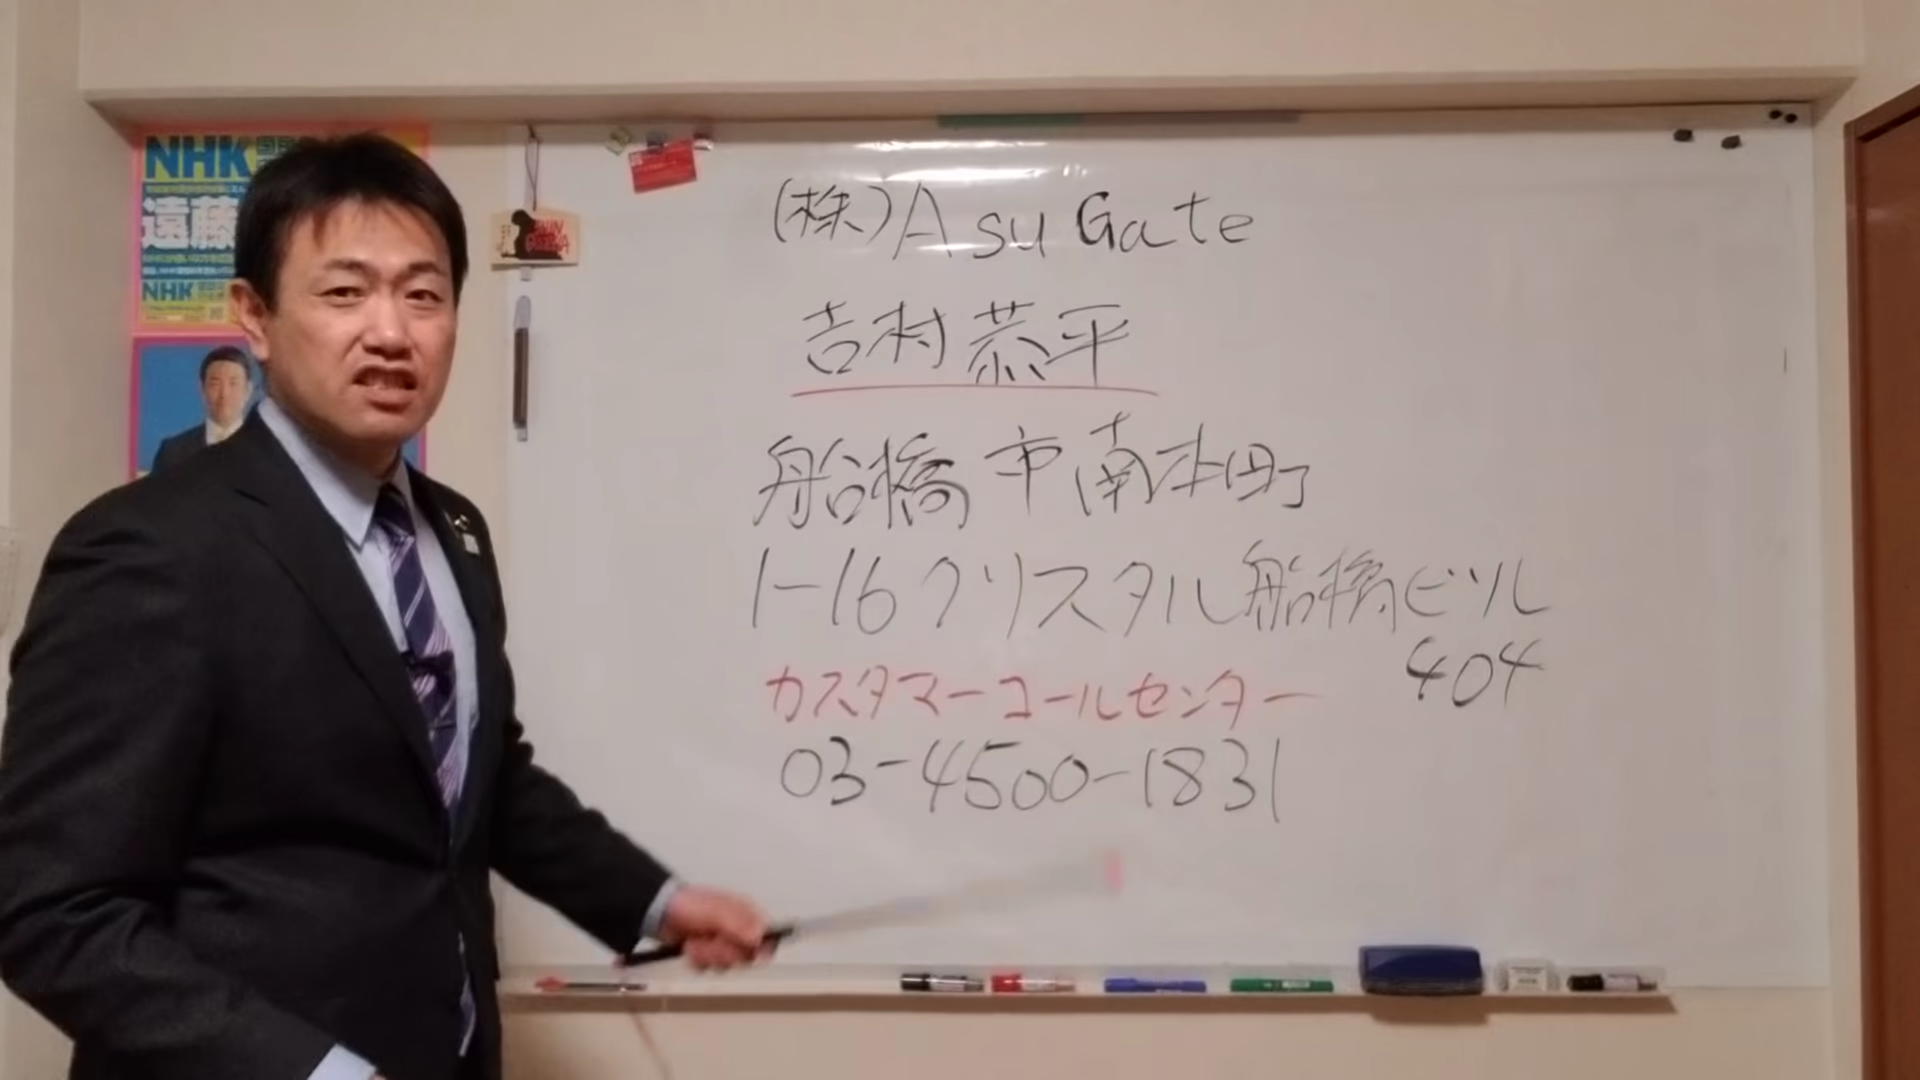 NHK
遠藤
NHK
(株)Asu Gate
吉村恭平
船橋市南本町
1-16クリスタル船橋ビル
404
カスタマーコールセンター
03-4500-1831